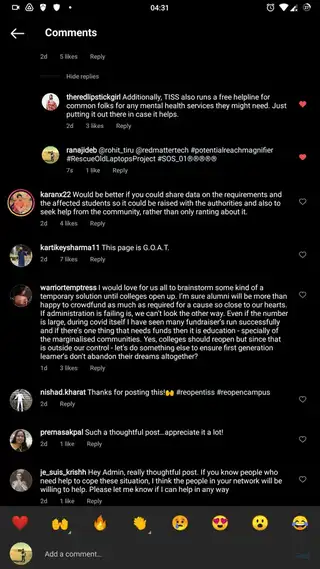 04:31
Comments
2d 5 likes Reply
Hide replies
theredlipstickgirl Additionally, TISS also runs a free helpline for
common folks for any mental health services they might need. Just
putting it out there in case it helps.
2d 3 likes Reply
ranajideb @rohit_tiru @redmattertech #potentialreachmagnifier
#RescueOldLaptopsProject #SOS_01®®®®®
7s 1 like Reply
karanx22 Would be better if you could share data on the requirements and
the affected students so it could be raised with the authorities and also to
seek help from the community, rather than only ranting about it.
2d 4 likes Reply
kartikeysharma11 This page is G.O.A.T.
2d 7 likes Reply
warriortemptress I would love for us all to brainstorm some kind of a
temporary solution until colleges open up. I'm sure alumni will be more than
happy to crowdfund as much as required for a cause so close to our hearts.
If administration is failing is, we can't look the other way. Even if the
number is large, during covid itself I have seen many fundraiser's run successfully
and if there's one thing that needs funds then it is education - specially of
the marginalised communities. Yes, colleges should reopen but since that
is outside our control - let's do something else to ensure first generation
learner's don't abandon their dreams altogether?
1d 3 likes Reply
nishad.kharat Thanks for posting this!🙌 #reopentiss #reopencampus
2d Reply
prernasakpal Such a thoughtful post...appreciate it a lot!
2d 1 like Reply
je_suis_krishh Hey Admin, really thoughtful post. If you know people who
need help to cope these situation, I think the people in your network will be
willing to help. Please let me know if I can help in any way
2d 1 like Reply
Add a comment...